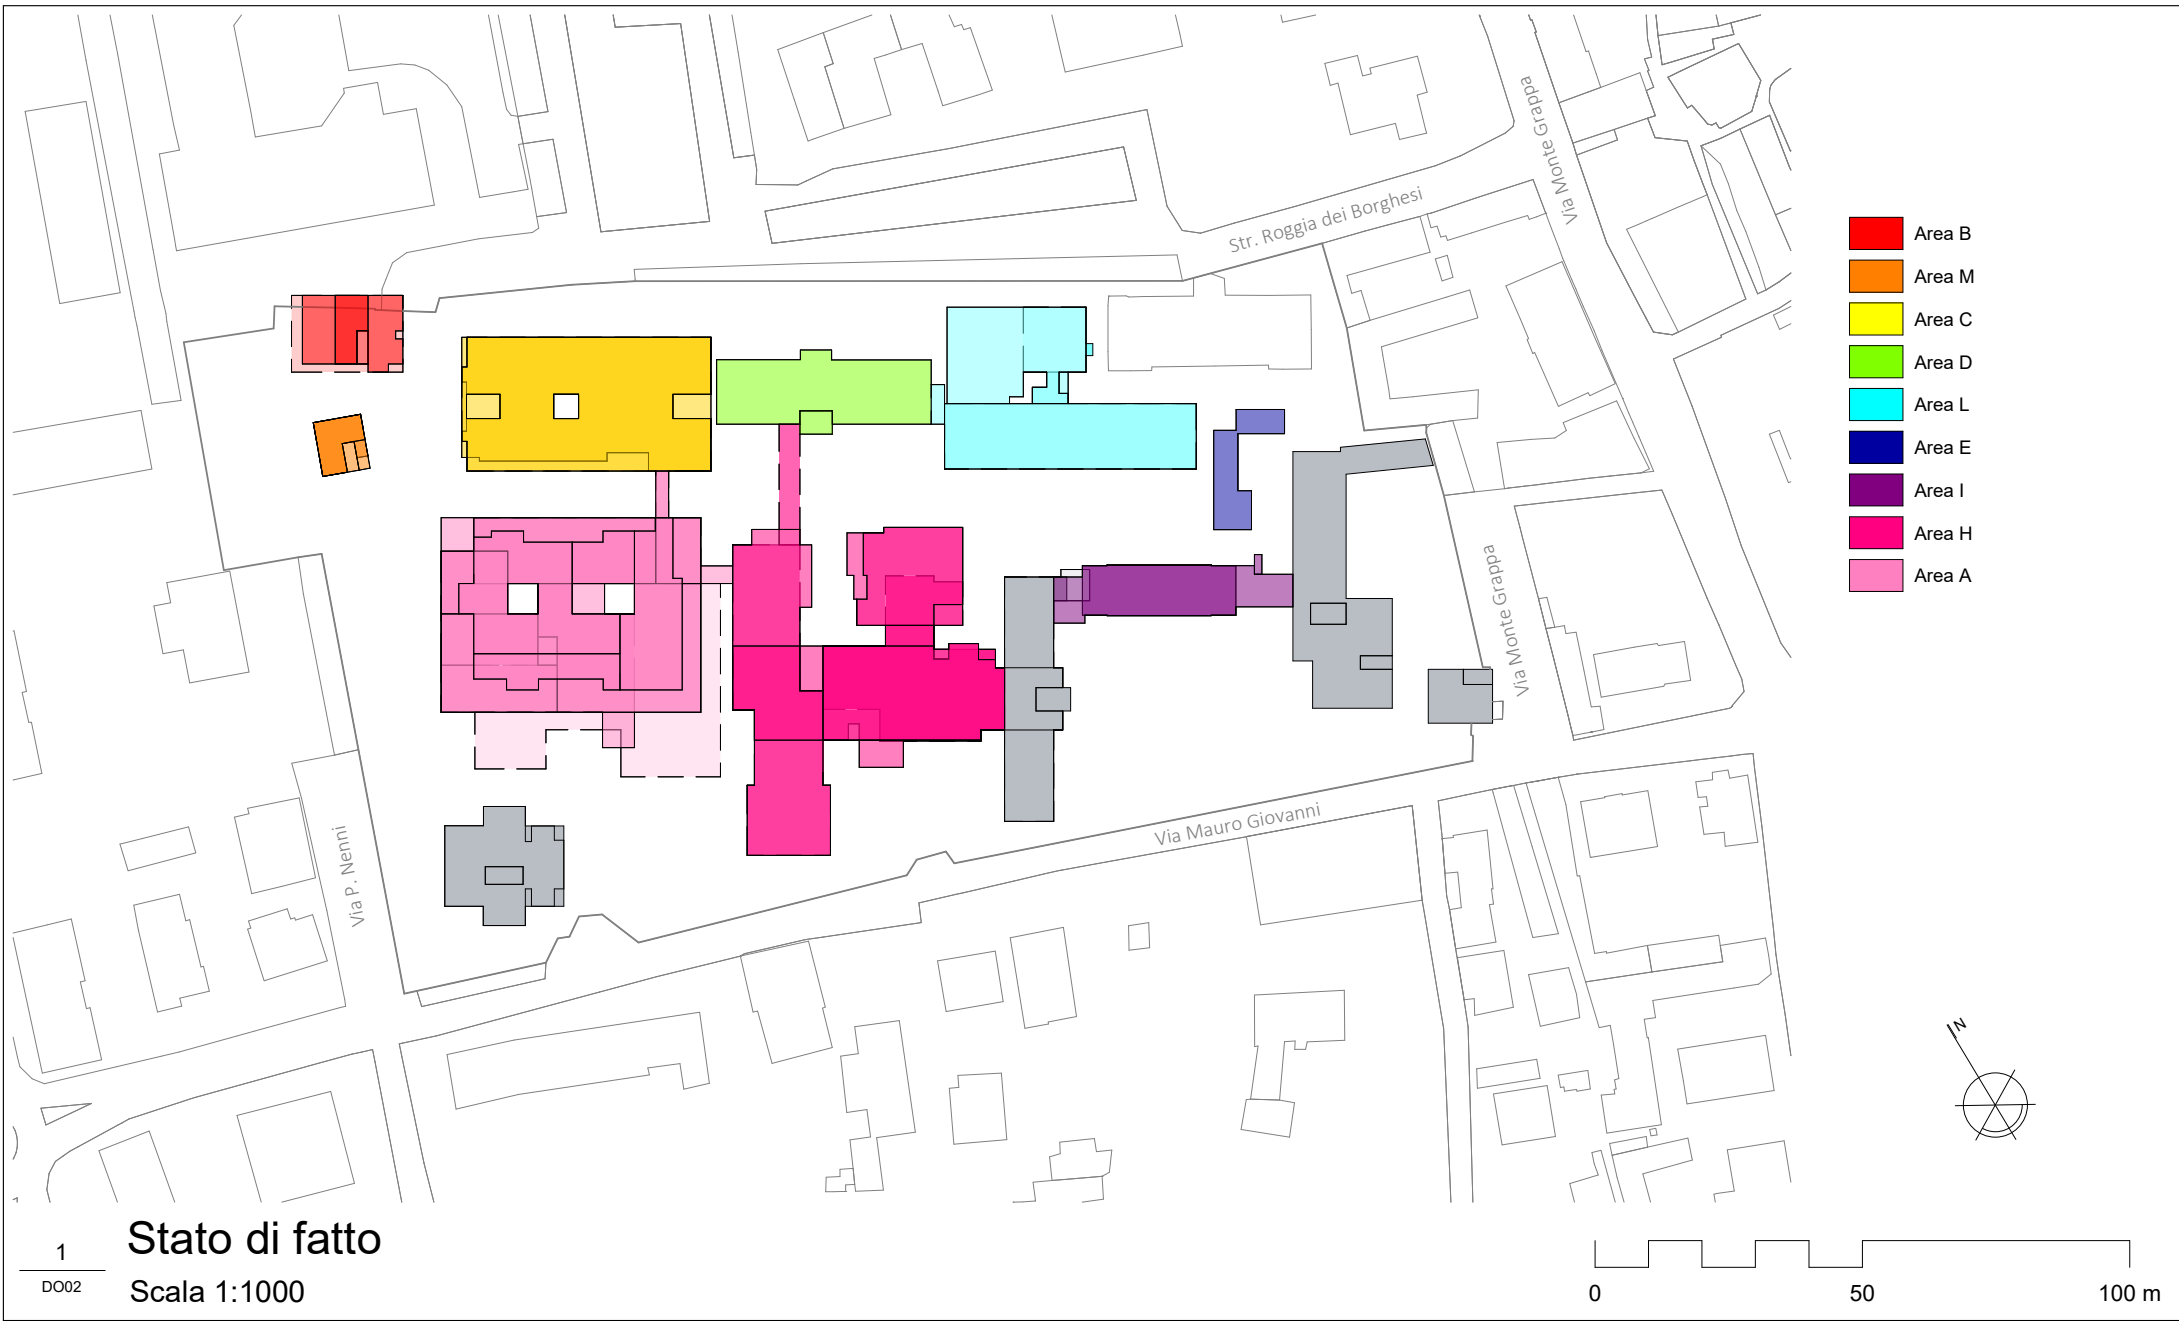 Via Monte Grappa
Str. Roggia dei Borghesi
Area B
Area M
Area C
Area D
Area L
Area E
Area I
Area H
Area A
Via Monte Grappa
Via Mauro Giovanni
Via P. Nenni
N
1
DO02
Stato di fatto
Scala 1:1000
0 50 100 m